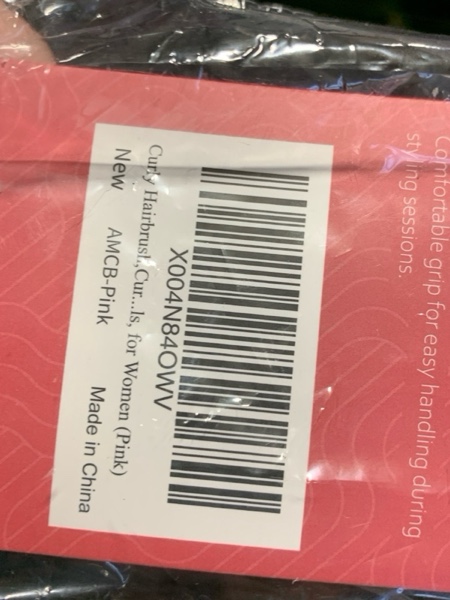 Comfortable grip for easy handling during
styling sessions.
X004N84OWV
Curly Hairbrush,Cur...ls, for Women (Pink)
New AMCB-Pink Made in China